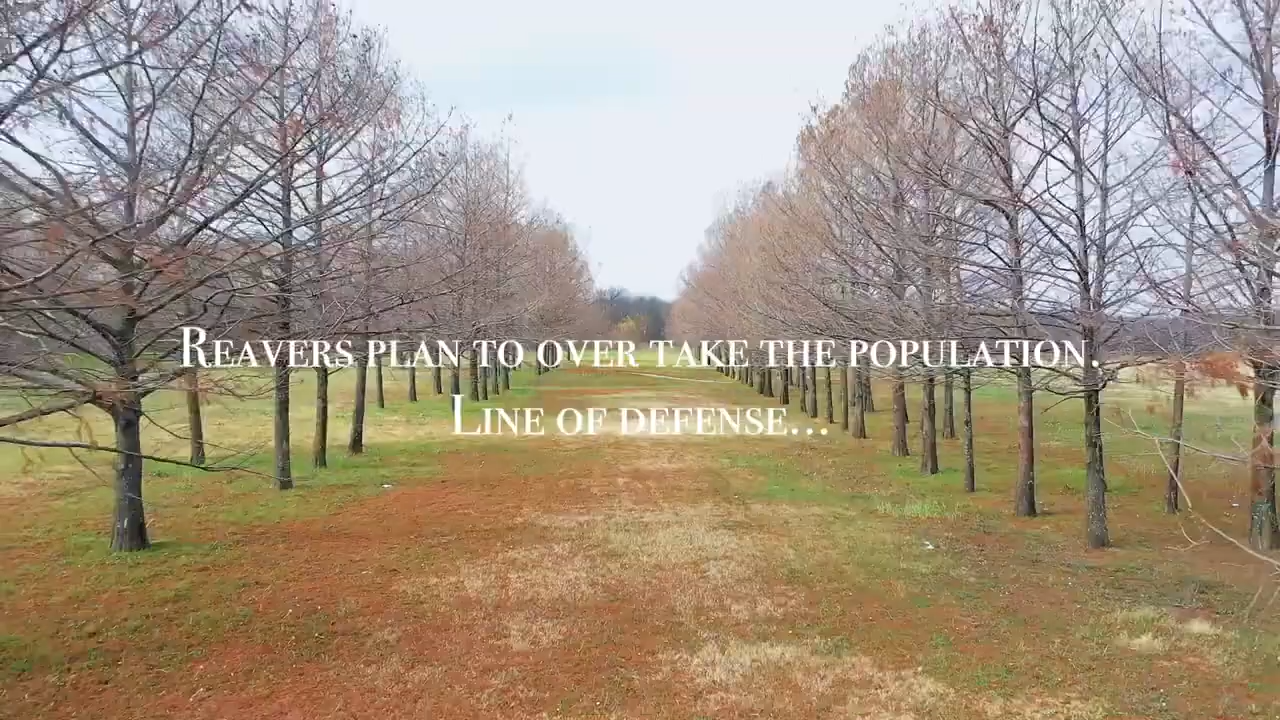 Reavers plan to over take the population.
Line of defense...